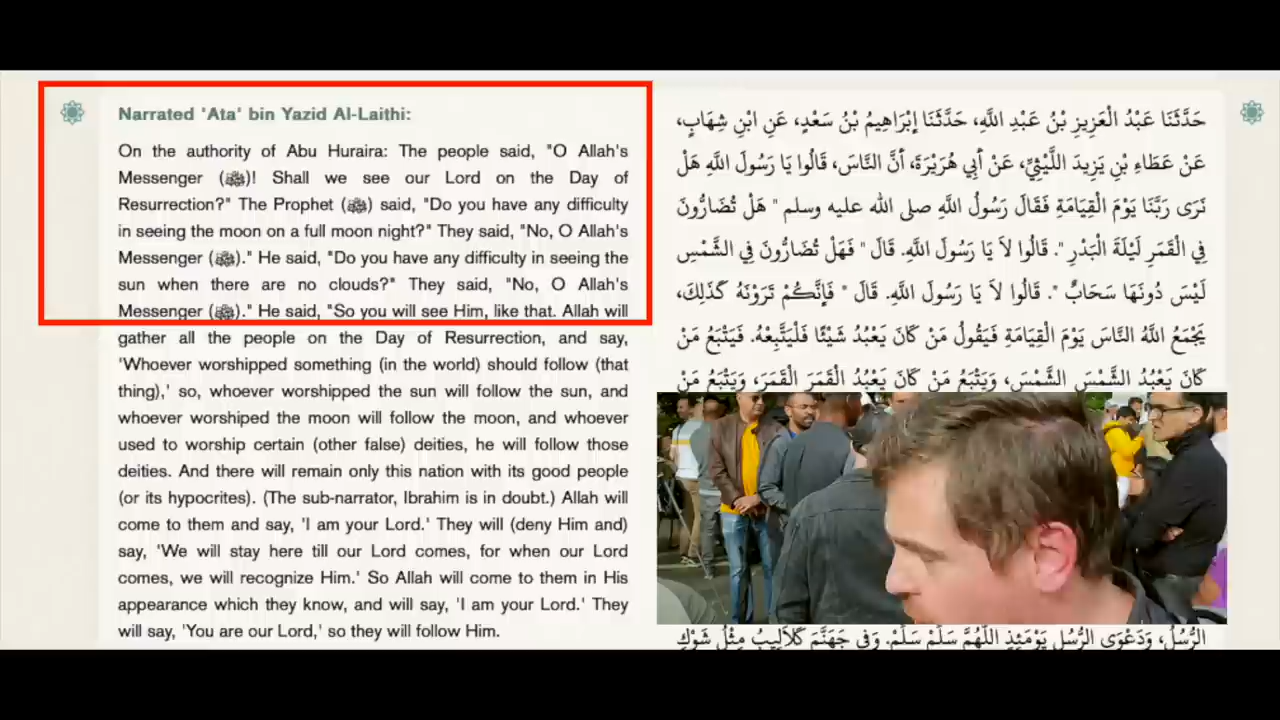 Narrated 'Ata' bin Yazid Al-Laithi:
On the authority of Abu Huraira: The people said, "O Allah's
Messenger (ﷺ)! Shall we see our Lord on the Day of
Resurrection?" The Prophet (ﷺ) said, "Do you have any difficulty
in seeing the moon on a full moon night?" They said, "No, O Allah's
Messenger (ﷺ)." He said, "Do you have any difficulty in seeing the
sun when there are no clouds?" They said, "No, O Allah's
Messenger (ﷺ)." He said, "So you will see Him, like that. Allah will
gather all the people on the Day of Resurrection, and say,
'Whoever worshipped something (in the world) should follow (that
thing),' so, whoever worshipped the sun will follow the sun, and
whoever worshiped the moon will follow the moon, and whoever
used to worship certain (other false) deities, he will follow those
deities. And there will remain only this nation with its good people
(or its hypocrites). (The sub-narrator, Ibrahim is in doubt.) Allah will
come to them and say, 'I am your Lord.' They will (deny Him and)
say, 'We will stay here till our Lord comes, for when our Lord
comes, we will recognize Him.' So Allah will come to them in His
appearance which they know, and will say, 'I am your Lord.' They
will say, 'You are our Lord,' so they will follow Him.
حَدَّثَنَا عَبْدُ الْعَزِيزِ بْنُ عَبْدِ اللَّهِ، حَدَّثَنَا إِبْرَاهِيمُ بْنُ سَعْدٍ، عَنِ ابْنِ شِهَابٍ،
عَنْ عَطَاءِ بْنِ يَزِيدَ اللَّيْثِيِّ، عَنْ أَبِي هُرَيْرَةَ، أَنَّ النَّاسَ، قَالُوا يَا رَسُولَ اللَّهِ هَلْ
نَرَى رَبَّنَا يَوْمَ الْقِيَامَةِ فَقَالَ رَسُولُ اللَّهِ صلى الله عليه وسلم " هَلْ تُضَارُّونَ
فِي الْقَمَرِ لَيْلَةَ الْبَدْرِ ". قَالُوا لاَ يَا رَسُولَ اللَّهِ. قَالَ " فَهَلْ تُضَارُّونَ فِي الشَّمْسِ
لَيْسَ دُونَهَا سَحَابٌ ". قَالُوا لاَ يَا رَسُولَ اللَّهِ. قَالَ " فَإِنَّكُمْ تَرَوْنَهُ كَذَلِكَ،
يَجْمَعُ اللَّهُ النَّاسَ يَوْمَ الْقِيَامَةِ فَيَقُولُ مَنْ كَانَ يَعْبُدُ شَيْئًا فَلْيَتَّبِعْهُ. فَيَتْبَعُ مَنْ
كَانَ يَعْبُدُ الشَّمْسَ الشَّمْسَ، وَيَتْبَعُ مَنْ كَانَ يَعْبُدُ الْقَمَرَ الْقَمَرَ، وَيَتْبَعُ مَنْ
الرُّسُلُ، وَدَعْوَى الرُّسُلِ يَوْمَئِذٍ اللَّهُمَّ سَلِّمْ سَلِّمْ. وَفِي جَهَنَّمَ كَلاَلِيبُ مِثْلُ شَوْكِ